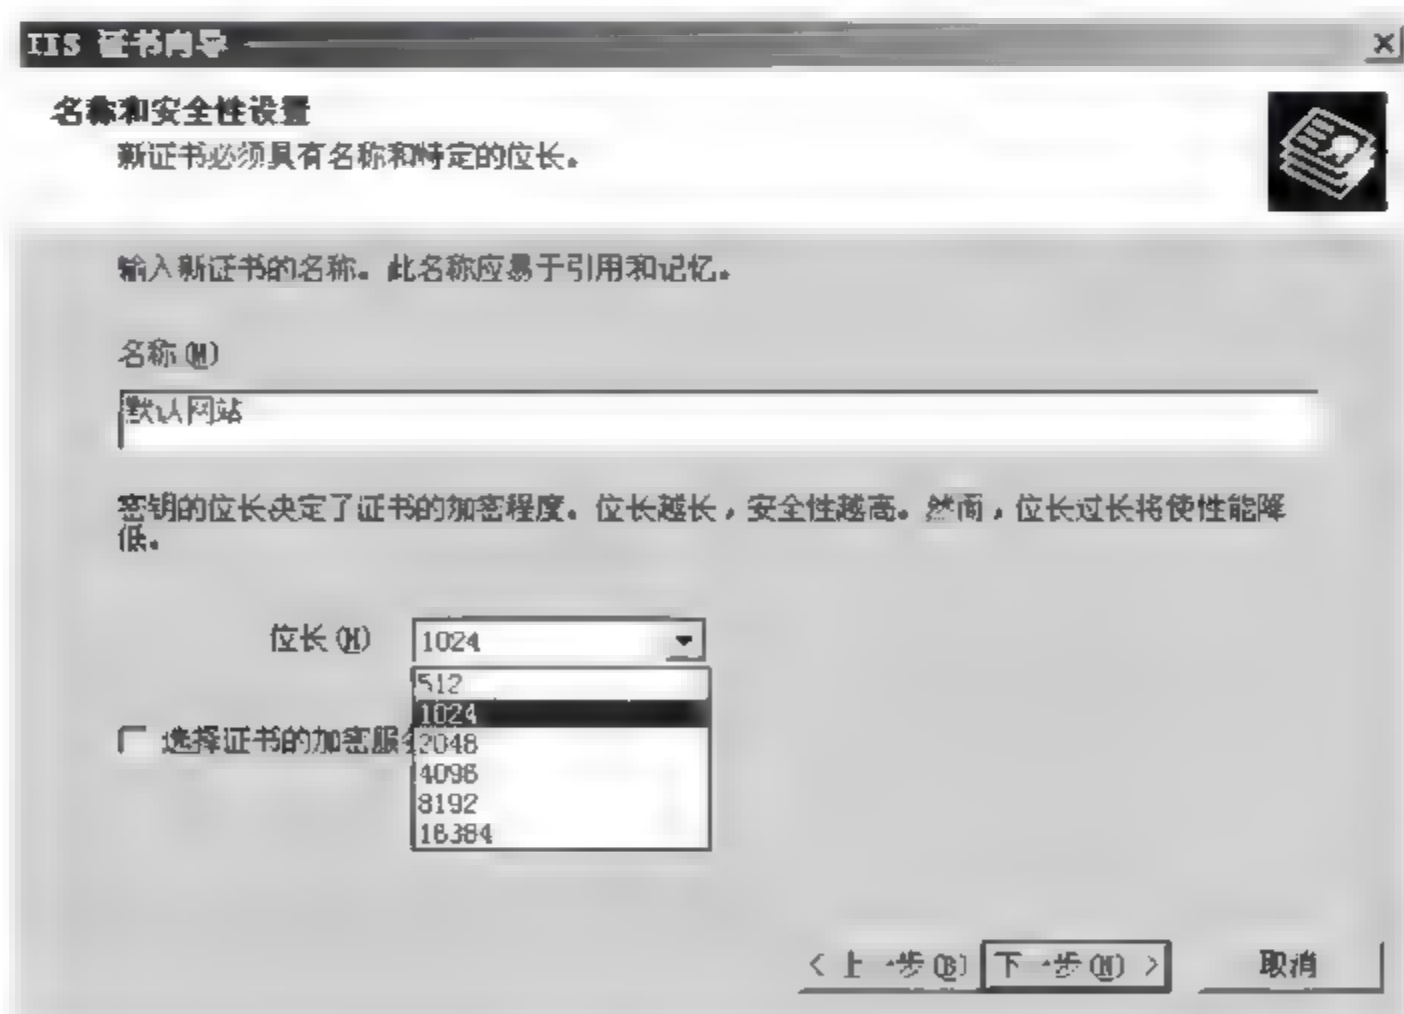 IIS 证书向导
名称和安全性设置
新证书必须具有名称和特定的位长。
输入新证书的名称。此名称应易于引用和记忆。
名称(M)
默认网站
密钥的位长决定了证书的加密程度。位长越长，安全性越高。然而，位长过长将使性能降
低。
位长(H) 1024
512
1024
选择证书的加密服务
2048
4096
8192
16384
< 上一步(B) 下一步(N) > 取消